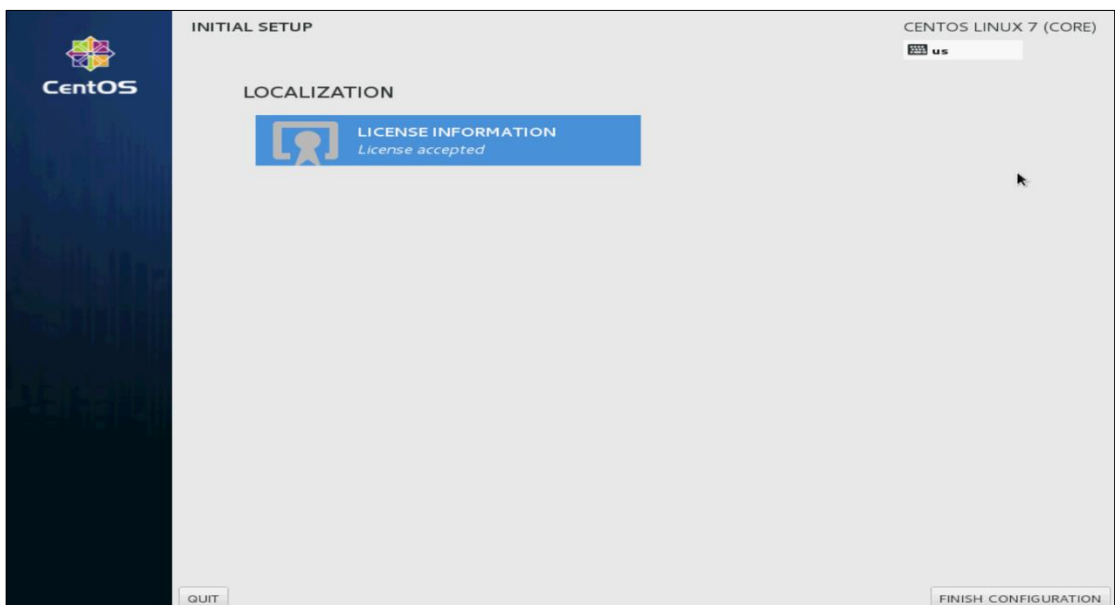 INITIAL SETUP
CENTOS LINUX 7 (CORE)
us
CentOS
LOCALIZATION
LICENSE INFORMATION
License accepted
QUIT
FINISH CONFIGURATION